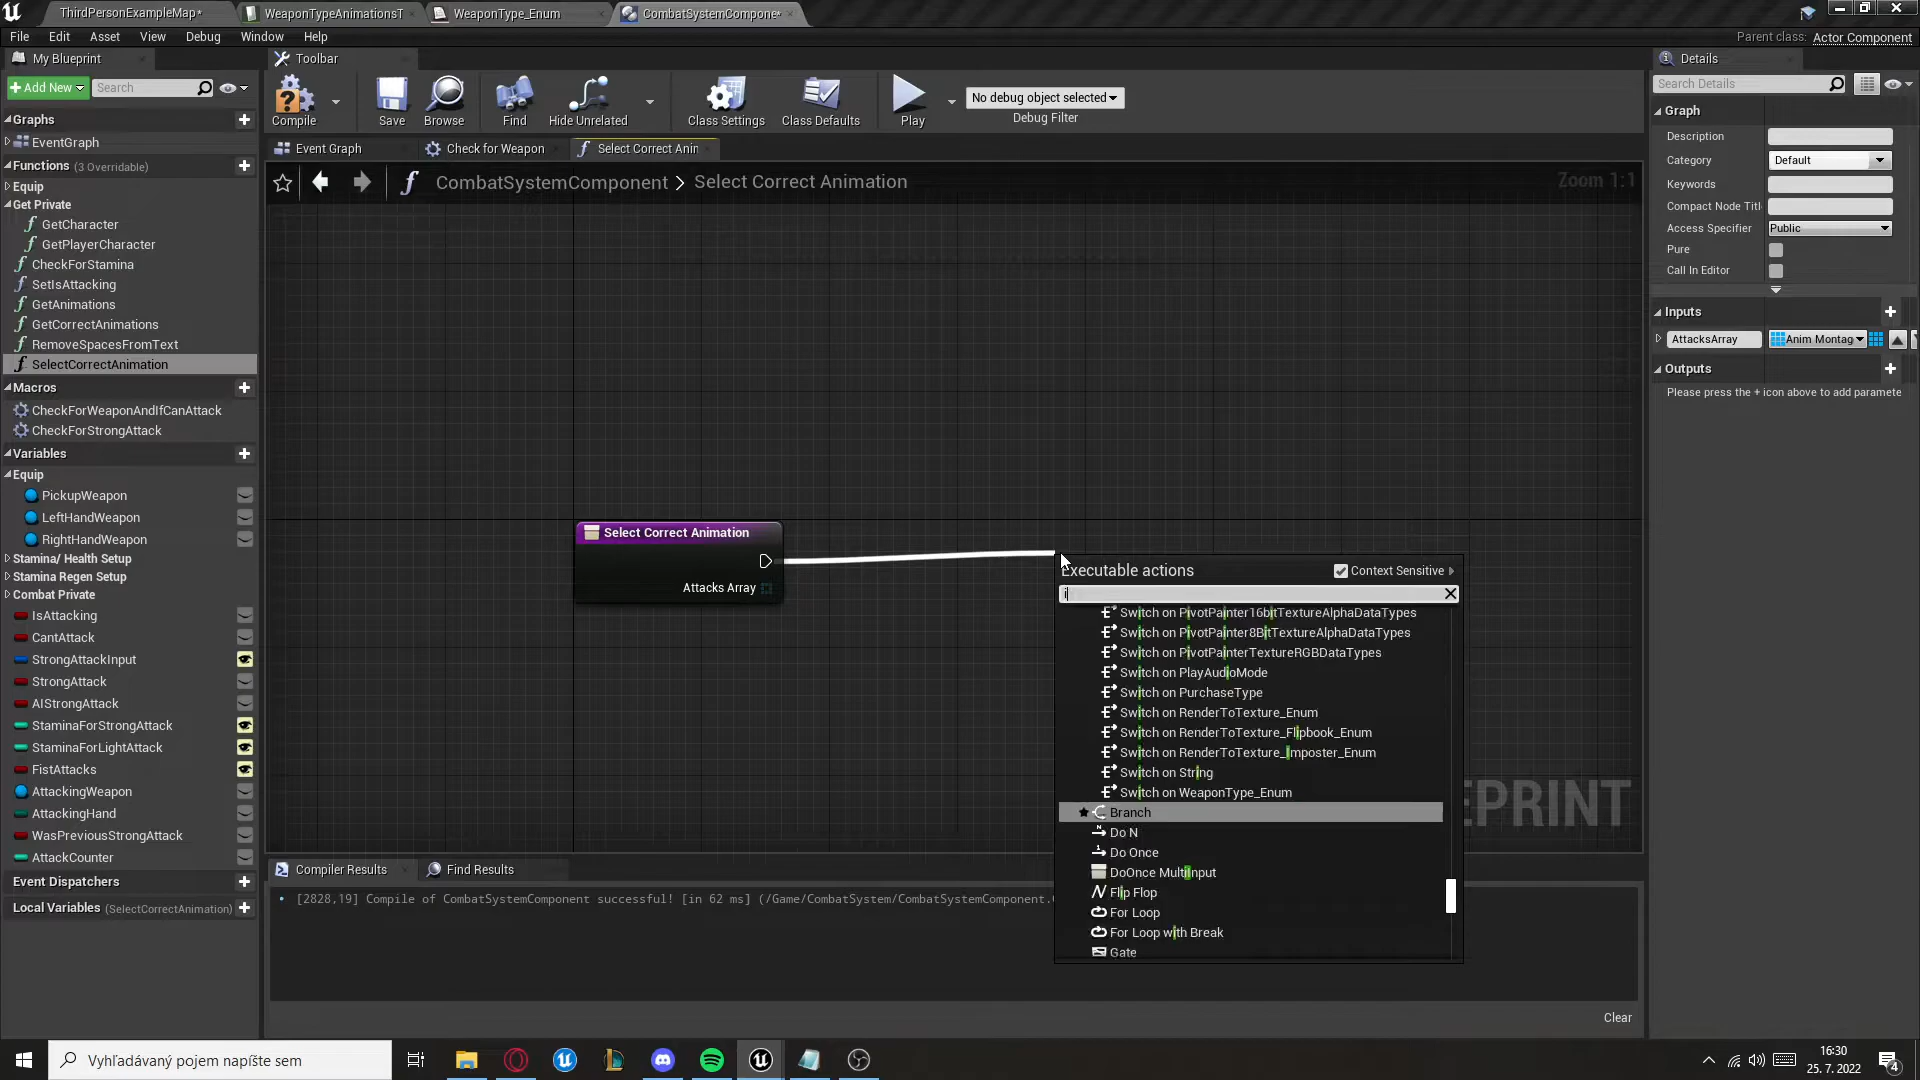 ThirdPersonExampleMap*
WeaponTypeAnimationsT
WeaponType_Enum
CombatSystemCompone*
File Edit Asset View Debug Window Help
Parent class: Actor Component
My Blueprint
Toolbar
Details
Add New
Search
Compile
Save
Browse
Find
Hide Unrelated
Class Settings
Class Defaults
Play
No debug object selected
Debug Filter
Search Details
Graphs
EventGraph
Functions (3 Overridable)
Equip
Get Private
GetCharacter
GetPlayerCharacter
CheckForStamina
SetIsAttacking
GetAnimations
GetCorrectAnimations
RemoveSpacesFromText
SelectCorrectAnimation
Macros
CheckForWeaponAndIfCanAttack
CheckForStrongAttack
Variables
Equip
PickupWeapon
LeftHandWeapon
RightHandWeapon
Stamina/ Health Setup
Stamina Regen Setup
Combat Private
IsAttacking
CantAttack
StrongAttackInput
StrongAttack
AIStrongAttack
StaminaForStrongAttack
StaminaForLightAttack
FistAttacks
AttackingWeapon
AttackingHand
WasPreviousStrongAttack
AttackCounter
Event Dispatchers
Local Variables (SelectCorrectAnimation)
Event Graph
Check for Weapon
Select Correct Anin
CombatSystemComponent > Select Correct Animation
Zoom 1:1
Select Correct Animation
Attacks Array
Executable actions
Context Sensitive
i
Switch on PivotPainter16bitTextureAlphaDataTypes
Switch on PivotPainter8BitTextureAlphaDataTypes
Switch on PivotPainterTextureRGBDataTypes
Switch on PlayAudioMode
Switch on PurchaseType
Switch on RenderToTexture_Enum
Switch on RenderToTexture_Flipbook_Enum
Switch on RenderToTexture_Imposter_Enum
Switch on String
Switch on WeaponType_Enum
Branch
Do N
Do Once
DoOnce MultiInput
Flip Flop
For Loop
For Loop with Break
Gate
EPRINT
Compiler Results
Find Results
[2828,19] Compile of CombatSystemComponent successful! [in 62 ms] (/Game/CombatSystem/CombatSystemComponent.
Clear
Graph
Description
Category Default
Keywords
Compact Node Titl
Access Specifier Public
Pure
Call In Editor
Inputs
AttacksArray Anim Montag
Outputs
Please press the + icon above to add paramete
Vyhľadávaný pojem napíšte sem
16:30
25. 7. 2022
4